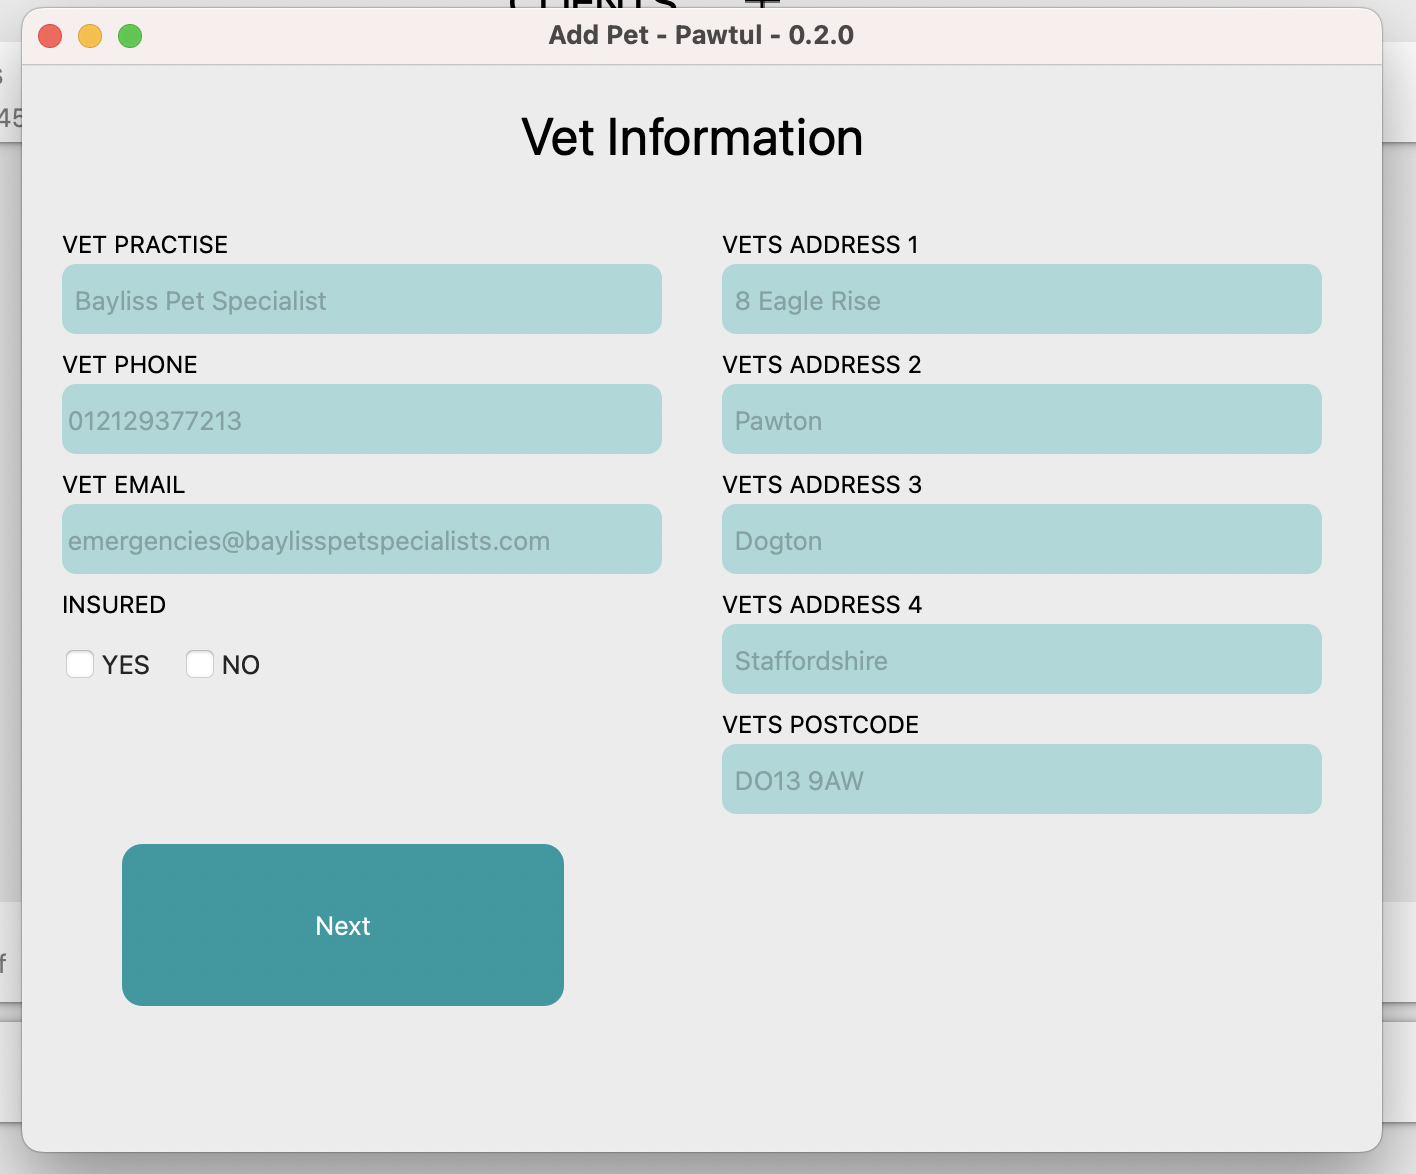 CLIENTS +
Add Pet - Pawtul - 0.2.0
45
Vet Information
VET PRACTISE
Bayliss Pet Specialist
VET PHONE
012129377213
VET EMAIL
emergencies@baylisspetspecialists.com
INSURED
YES NO
VETS ADDRESS 1
8 Eagle Rise
VETS ADDRESS 2
Pawton
VETS ADDRESS 3
Dogton
VETS ADDRESS 4
Staffordshire
VETS POSTCODE
DO13 9AW
Next